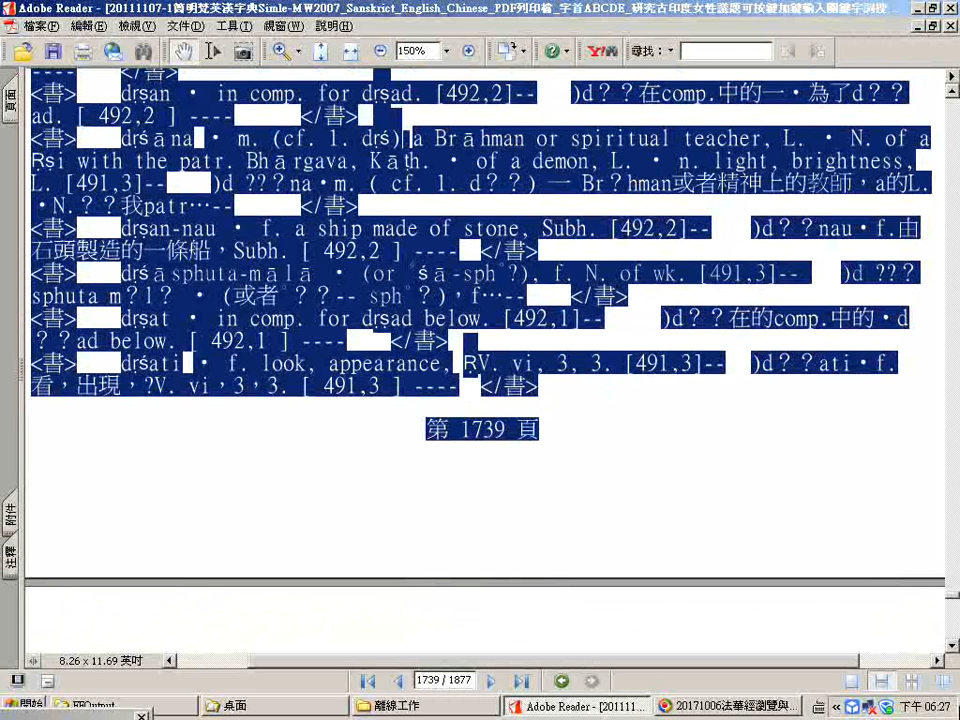 Adobe Reader - [20111107-1簡明梵英漢字典Simle-MW2007_Sanskrict_English_Chinese_PDF列印檔_字首ABCDE_研究古印度女性議題可按鍵加鍵輸入關鍵字詞搜...
檔案(F) 編輯(E) 檢視(V) 文件(D) 工具(T) 視窗(W) 說明(H)
150% Y! 尋找:
頁面
---- </書>
<書> dṛṣan · in comp. for dṛṣad. [492,2]-- )d？？在comp.中的一·為了d？？
ad. [ 492,2 ] ---- </書>
<書> dṛśāna · m. (cf. 1. dṛś) a Brāhman or spiritual teacher, L. · N. of a
Ṛṣi with the patr. Bhārgava, Kāṭh. · of a demon, L. · n. light, brightness,
L. [491,3]-- )d ???na·m. ( cf. 1. d？？) 一 Br？hman或者精神上的教師，a的L.
·N.？？我patr…-- </書>
<書> dṛṣan-nau · f. a ship made of stone, Subh. [492,2]-- )d？？nau·f.由
石頭製造的一條船，Subh. [ 492,2 ] ---- </書>
<書> dṛśāsphuta-mālā · (or °śā-sph°?), f. N. of wk. [491,3]-- )d ???
sphuta m？l？ · (或者°？？-- sph°？)，f…-- </書>
<書> dṛṣat · in comp. for dṛṣad below. [492,1]-- )d？？在的comp.中的·d
？？ad below. [ 492,1 ] ---- </書>
<書> dṛśati · f. look, appearance, ṚV. vi, 3, 3. [491,3]-- )d？？ati·f.
看，出現，?V. vi，3，3. [ 491,3 ] ---- </書>
第 1739 頁
附件
注釋
8.26 x 11.69 英吋
1739 / 1877
開始 FFOutput 桌面 離線工作 Adobe Reader - [201111... 20171006法華經瀏覽與... 下午 06:27